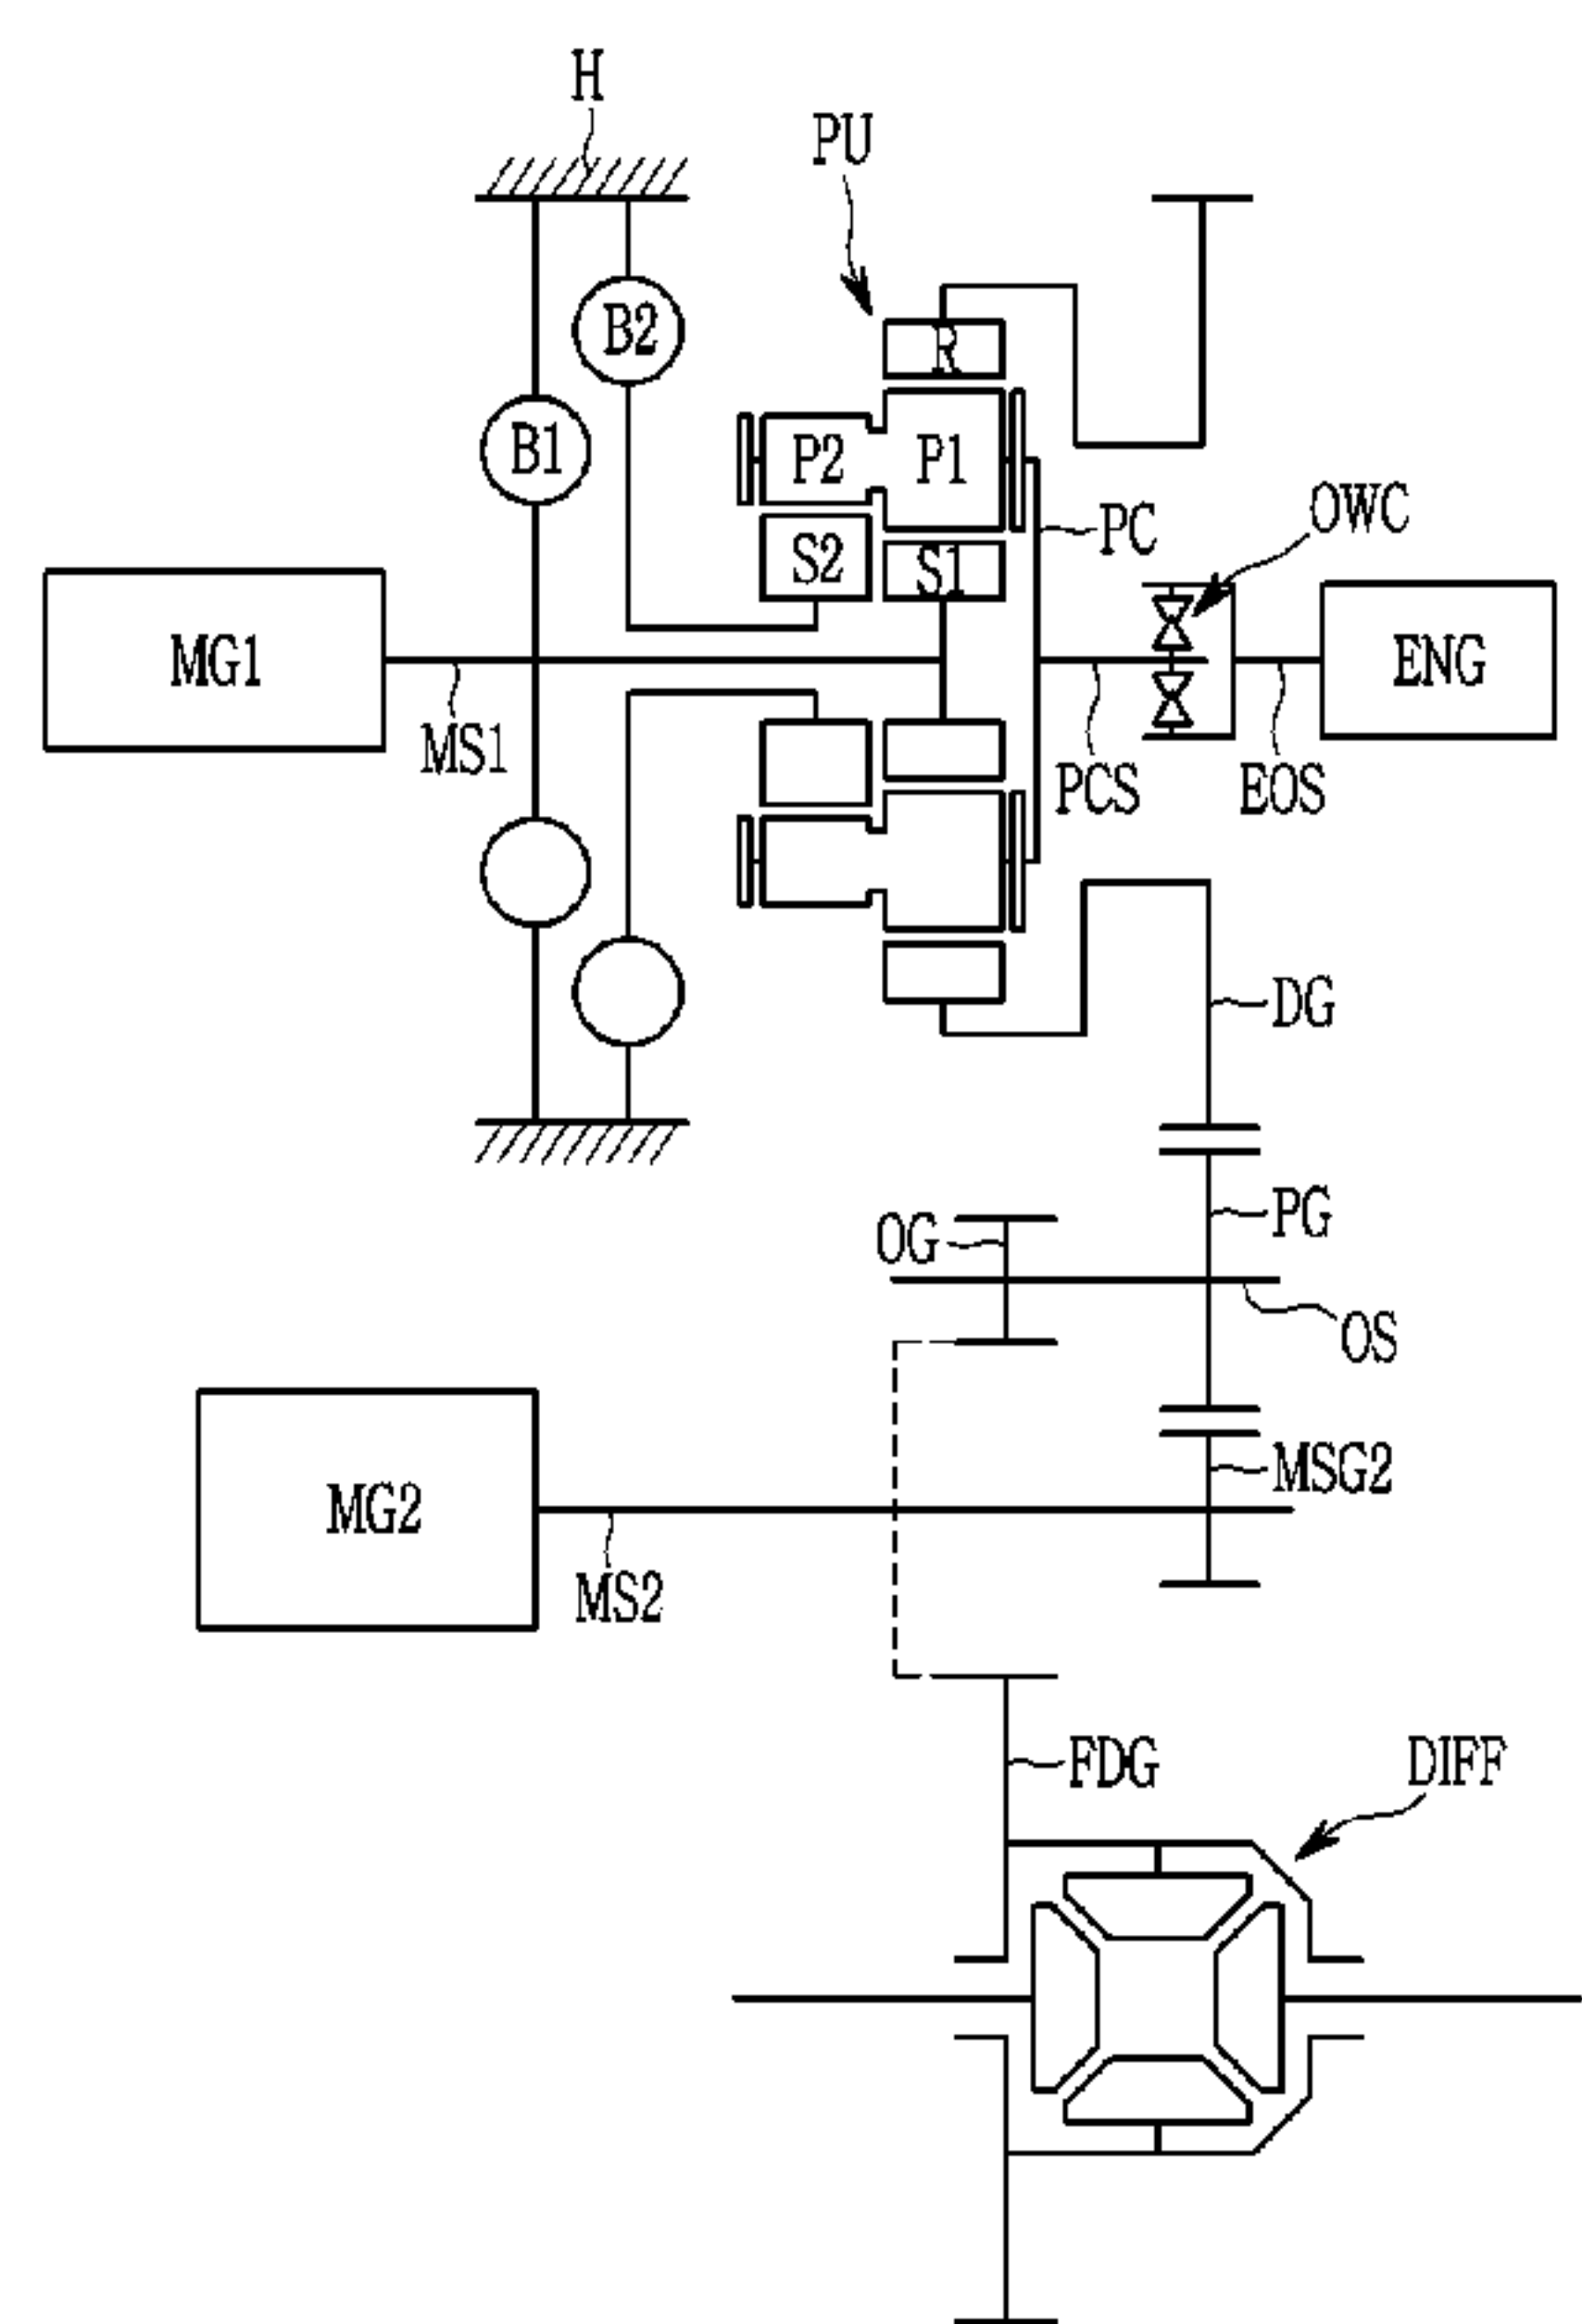 H
PU
B2
R
B1
P2
P1
PC
OWC
S2
S1
MG1
ENG
MS1
PCS
EOS
DG
PG
OG
OS
MSG2
MG2
MS2
FDG
DIFF